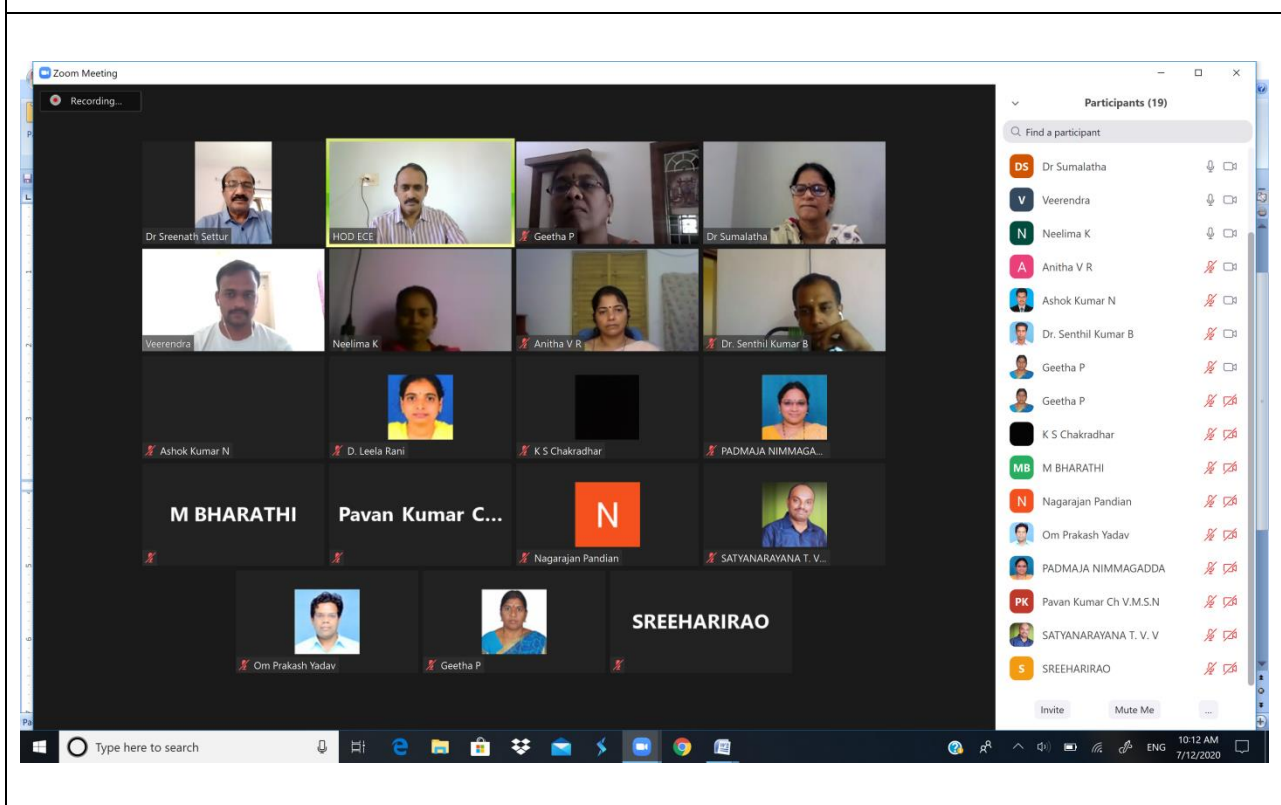 Zoom Meeting
Recording...
Dr Sreenath Settur
HOD ECE
Geetha P
Dr Sumalatha
Veerendra
Neelima K
Anitha V R
Dr. Senthil Kumar B
Ashok Kumar N
D. Leela Rani
K S Chakradhar
PADMAJA NIMMAGA...
M BHARATHI
Pavan Kumar C...
N
Nagarajan Pandian
SATYANARAYANA T. V...
Om Prakash Yadav
Geetha P
SREEHARIRAO
Participants (19)
Find a participant
DS Dr Sumalatha
V Veerendra
N Neelima K
A Anitha V R
Ashok Kumar N
Dr. Senthil Kumar B
Geetha P
Geetha P
K S Chakradhar
MB M BHARATHI
N Nagarajan Pandian
Om Prakash Yadav
PADMAJA NIMMAGADDA
PK Pavan Kumar Ch V.M.S.N
SATYANARAYANA T. V. V
S SREEHARIRAO
Invite Mute Me ...
Type here to search
ENG
10:12 AM
7/12/2020